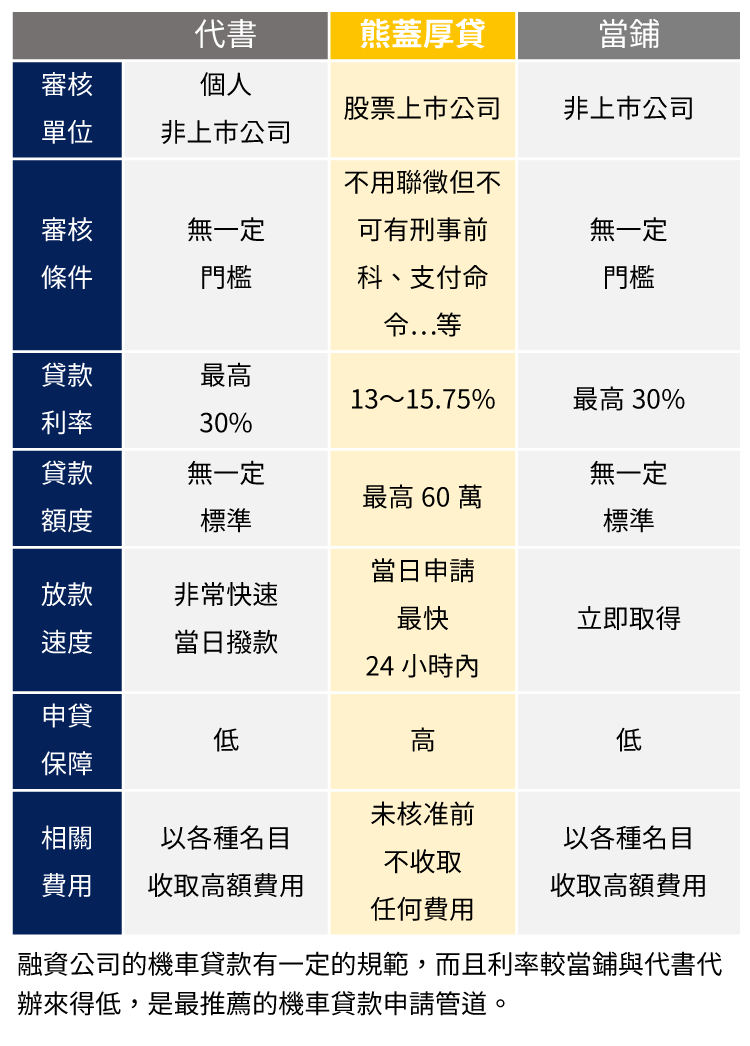 代書 熊蓋厚貸 當鋪
審核
單位
個人
非上市公司
股票上市公司
非上市公司
審核
條件
無一定
門檻
不用聯徵但不
可有刑事前
科、支付命
令…等
無一定
門檻
貸款
利率
最高
30%
13～15.75%
最高 30%
貸款
額度
無一定
標準
最高 60 萬
無一定
標準
放款
速度
非常快速
當日撥款
當日申請
最快
24 小時內
立即取得
申貸
保障
低
高
低
相關
費用
以各種名目
收取高額費用
未核准前
不收取
任何費用
以各種名目
收取高額費用
融資公司的機車貸款有一定的規範，而且利率較當鋪與代書代
辦來得低，是最推薦的機車貸款申請管道。